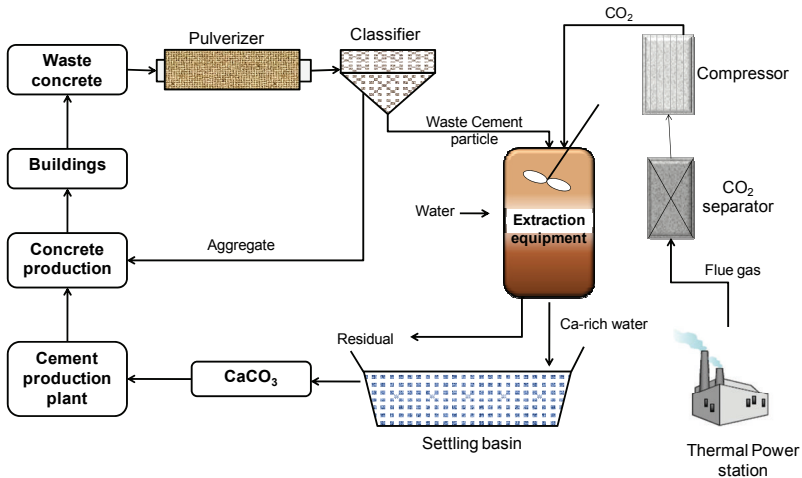 CO₂
Pulverizer
Classifier
Waste
concrete
Compressor
Waste Cement
particle
Buildings
CO₂
separator
Water
Extraction
equipment
Concrete
production
Aggregate
Flue gas
Residual
Ca-rich water
Cement
production
plant
CaCO₃
Settling basin
Thermal Power
station